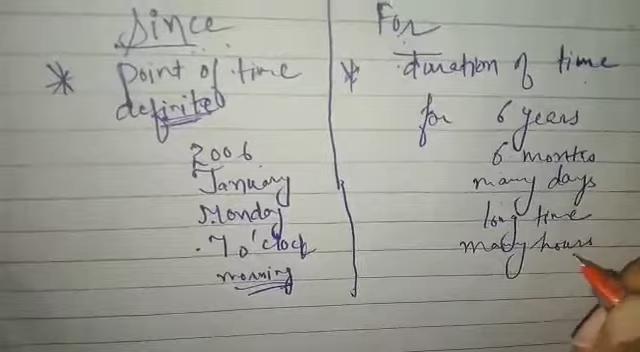 Since
* Point of time
definite
2006
January
Monday
7 o'clock
morning
For
* duration of time
for 6 years
6 months
many days
long time
many hours